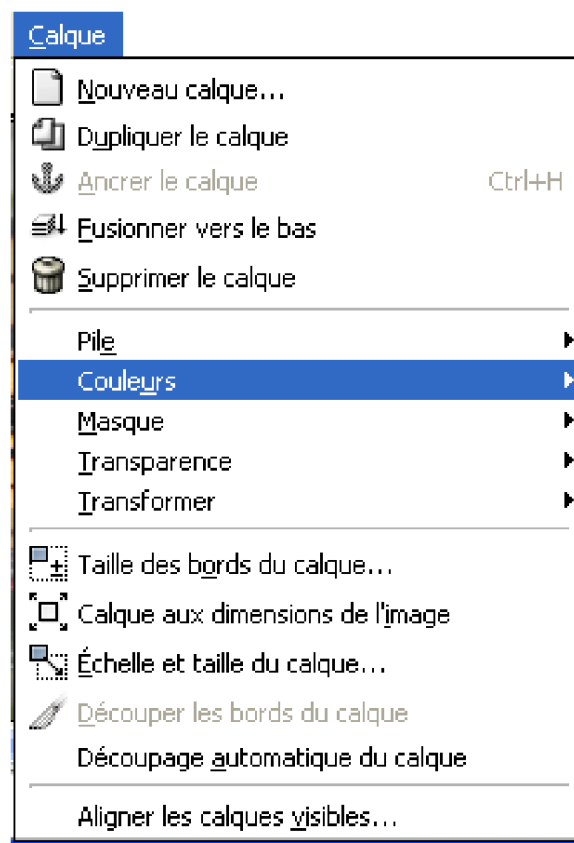 Calque
Nouveau calque...
Dupliquer le calque
Ancrer le calque Ctrl+H
Fusionner vers le bas
Supprimer le calque
Pile
Couleurs
Masque
Transparence
Transformer
Taille des bords du calque...
Calque aux dimensions de l'image
Échelle et taille du calque...
Découper les bords du calque
Découpage automatique du calque
Aligner les calques visibles...